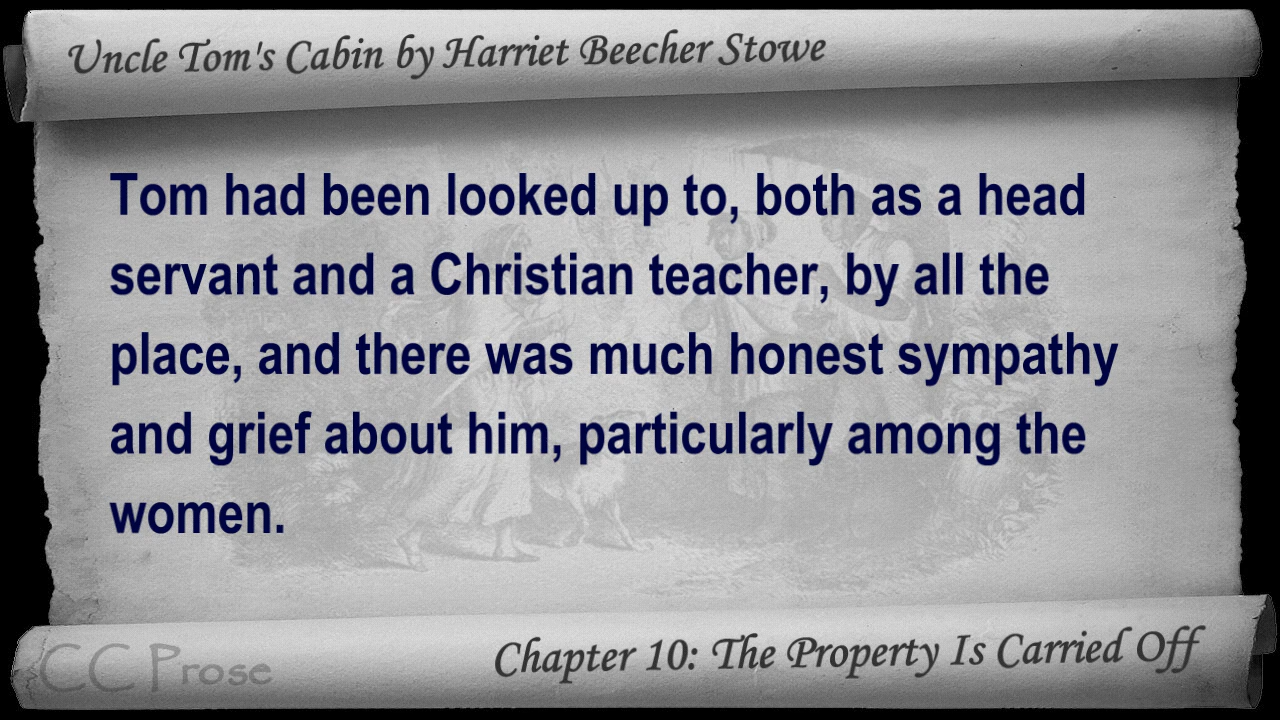 Uncle Tom's Cabin by Harriet Beecher Stowe
Tom had been looked up to, both as a head
servant and a Christian teacher, by all the
place, and there was much honest sympathy
and grief about him, particularly among the
women.
CC Prose
Chapter 10: The Property Is Carried Off